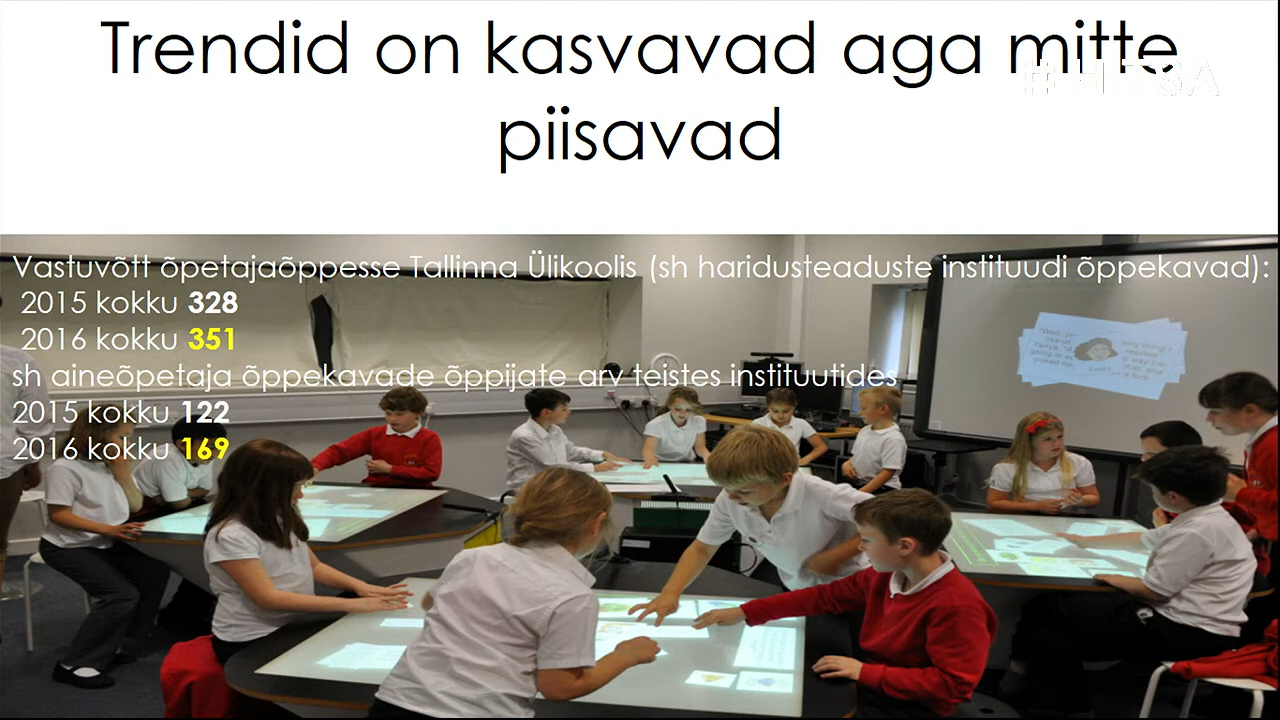 Trendid on kasvavad aga mitte
piisavad
Vastuvõtt õpetajaõppesse Tallinna Ülikoolis (sh haridusteaduste instituudi õppekavad):
2015 kokku 328
2016 kokku 351
sh aineõpetaja õppekavade õppijate arv teistes instituutides
2015 kokku 122
2016 kokku 169